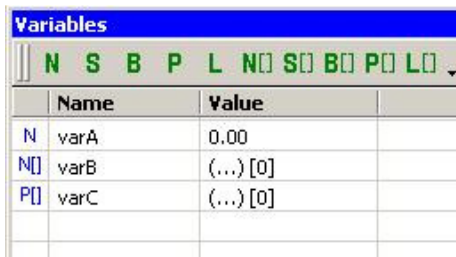 Variables
N S B P L N[] S[] B[] P[] L[]
Name Value
N varA 0.00
N[] varB (...) [0]
P[] varC (...) [0]